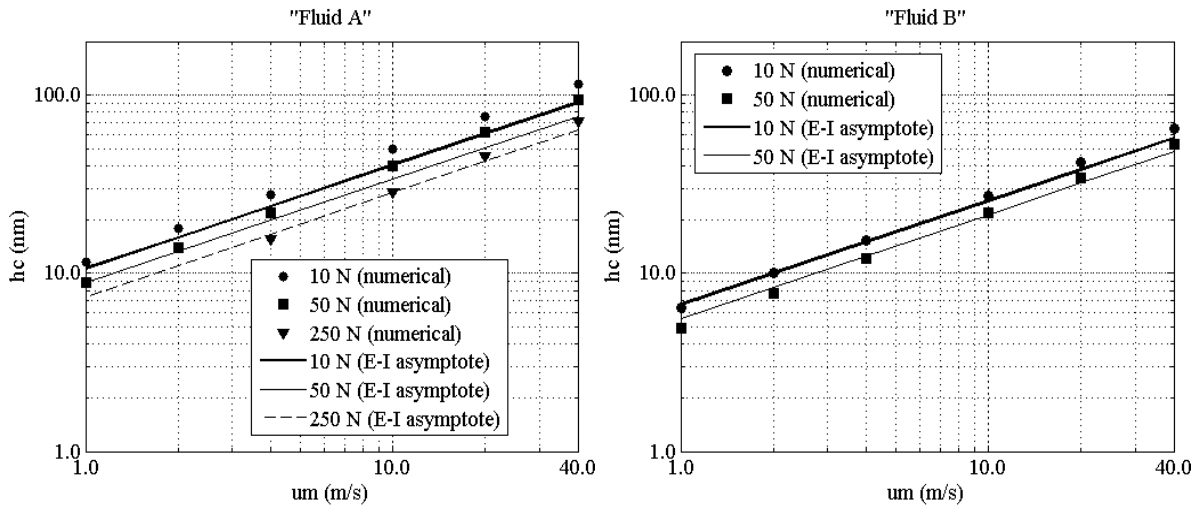 "Fluid A"
hc (nm)
100.0
10.0
1.0
10 N (numerical)
50 N (numerical)
250 N (numerical)
10 N (E-I asymptote)
50 N (E-I asymptote)
250 N (E-I asymptote)
1.0
10.0
40.0
um (m/s)
"Fluid B"
hc (nm)
100.0
10.0
1.0
10 N (numerical)
50 N (numerical)
10 N (E-I asymptote)
50 N (E-I asymptote)
1.0
10.0
40.0
um (m/s)